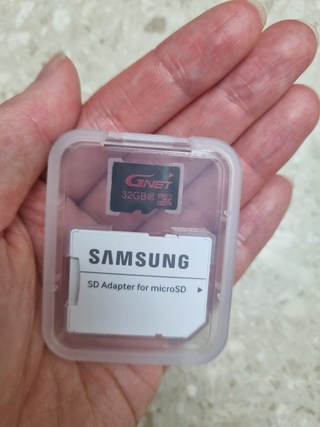 GNET
32GB
SAMSUNG
SD Adapter for microSD